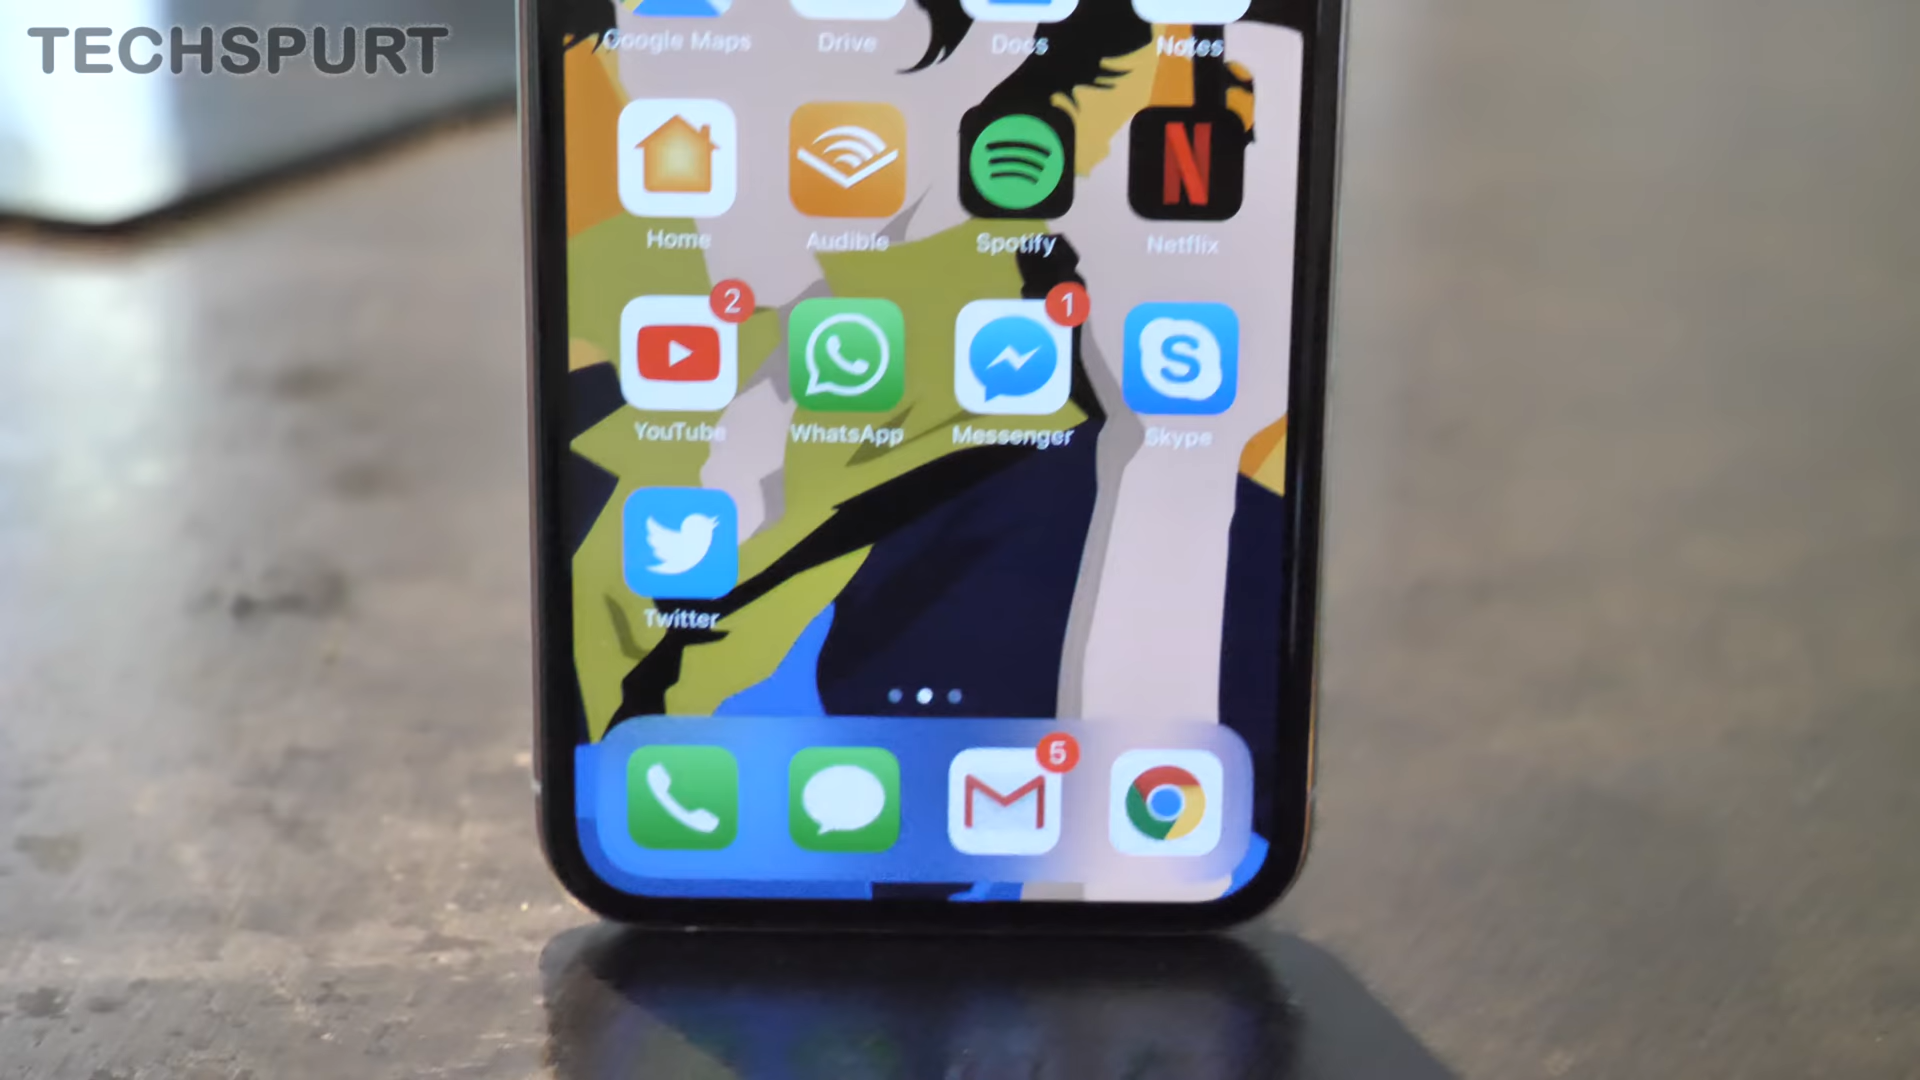 TECHSPURT
Google Maps Drive Docs Notes
N
Home Audible Spotify Netflix
2 1
S
YouTube WhatsApp Messenger Skype
Twitter
5
M